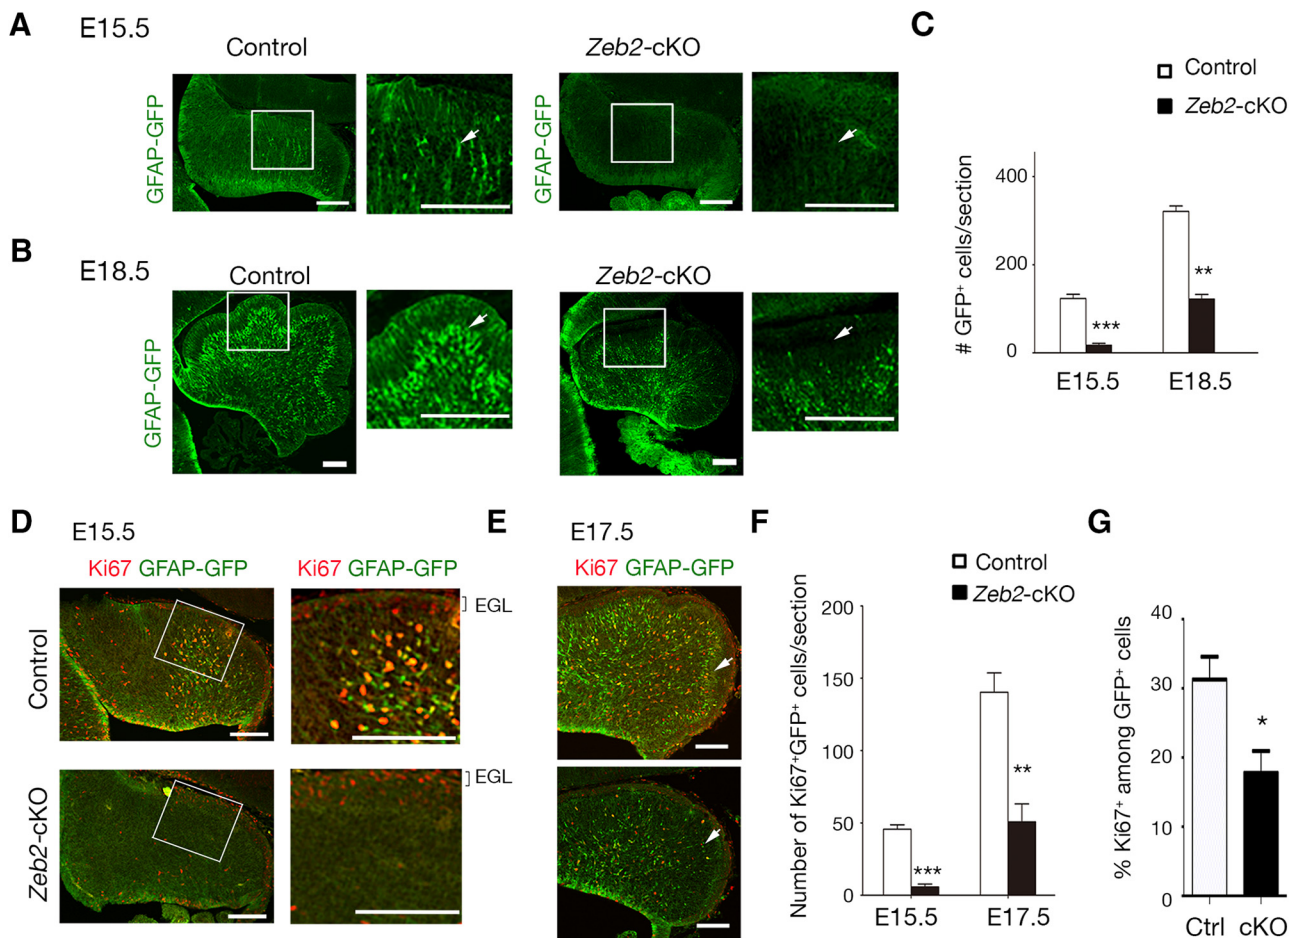 A
E15.5
Control
Zeb2-cKO
GFAP-GFP
GFAP-GFP
B
E18.5
Control
Zeb2-cKO
GFAP-GFP
C
Control
Zeb2-cKO
# GFP+ cells/section
400
200
0
***
**
E15.5
E18.5
D
E15.5
Ki67 GFAP-GFP
Ki67 GFAP-GFP
Control
EGL
Zeb2-cKO
EGL
E
E17.5
Ki67 GFAP-GFP
F
Control
Zeb2-cKO
Number of Ki67+GFP+ cells/section
200
150
100
50
0
***
**
E15.5
E17.5
G
% Ki67+ among GFP+ cells
40
30
20
10
0
*
Ctrl
cKO